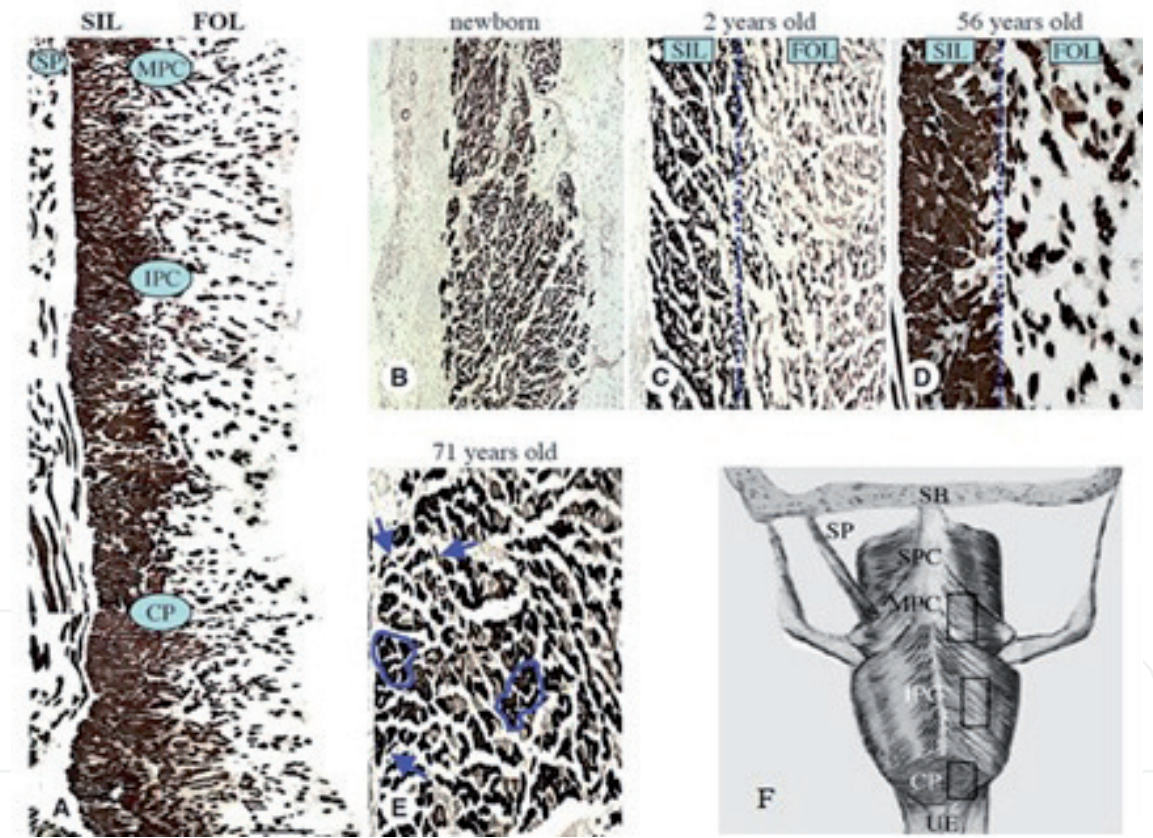 SIL FOL
SP
MPC
IPC
CP
A
newborn
B
2 years old
SIL FOL
C
56 years old
SIL FOL
D
71 years old
E
SB
SP
SPC
MPC
IPC
CP
UE
F